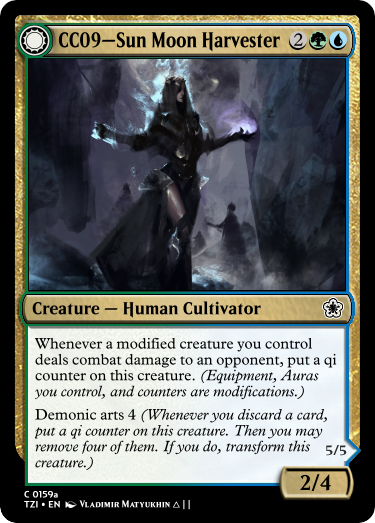 CC09—Sun Moon Harvester 2
Creature — Human Cultivator
Whenever a modified creature you control
deals combat damage to an opponent, put a qi
counter on this creature. (Equipment, Auras
you control, and counters are modifications.)
Demonic arts 4 (Whenever you discard a card,
put a qi counter on this creature. Then you may
remove four of them. If you do, transform this
creature.)
5/5
2/4
C 0159a
TZI • EN Vladimir Matyukhin △ ||